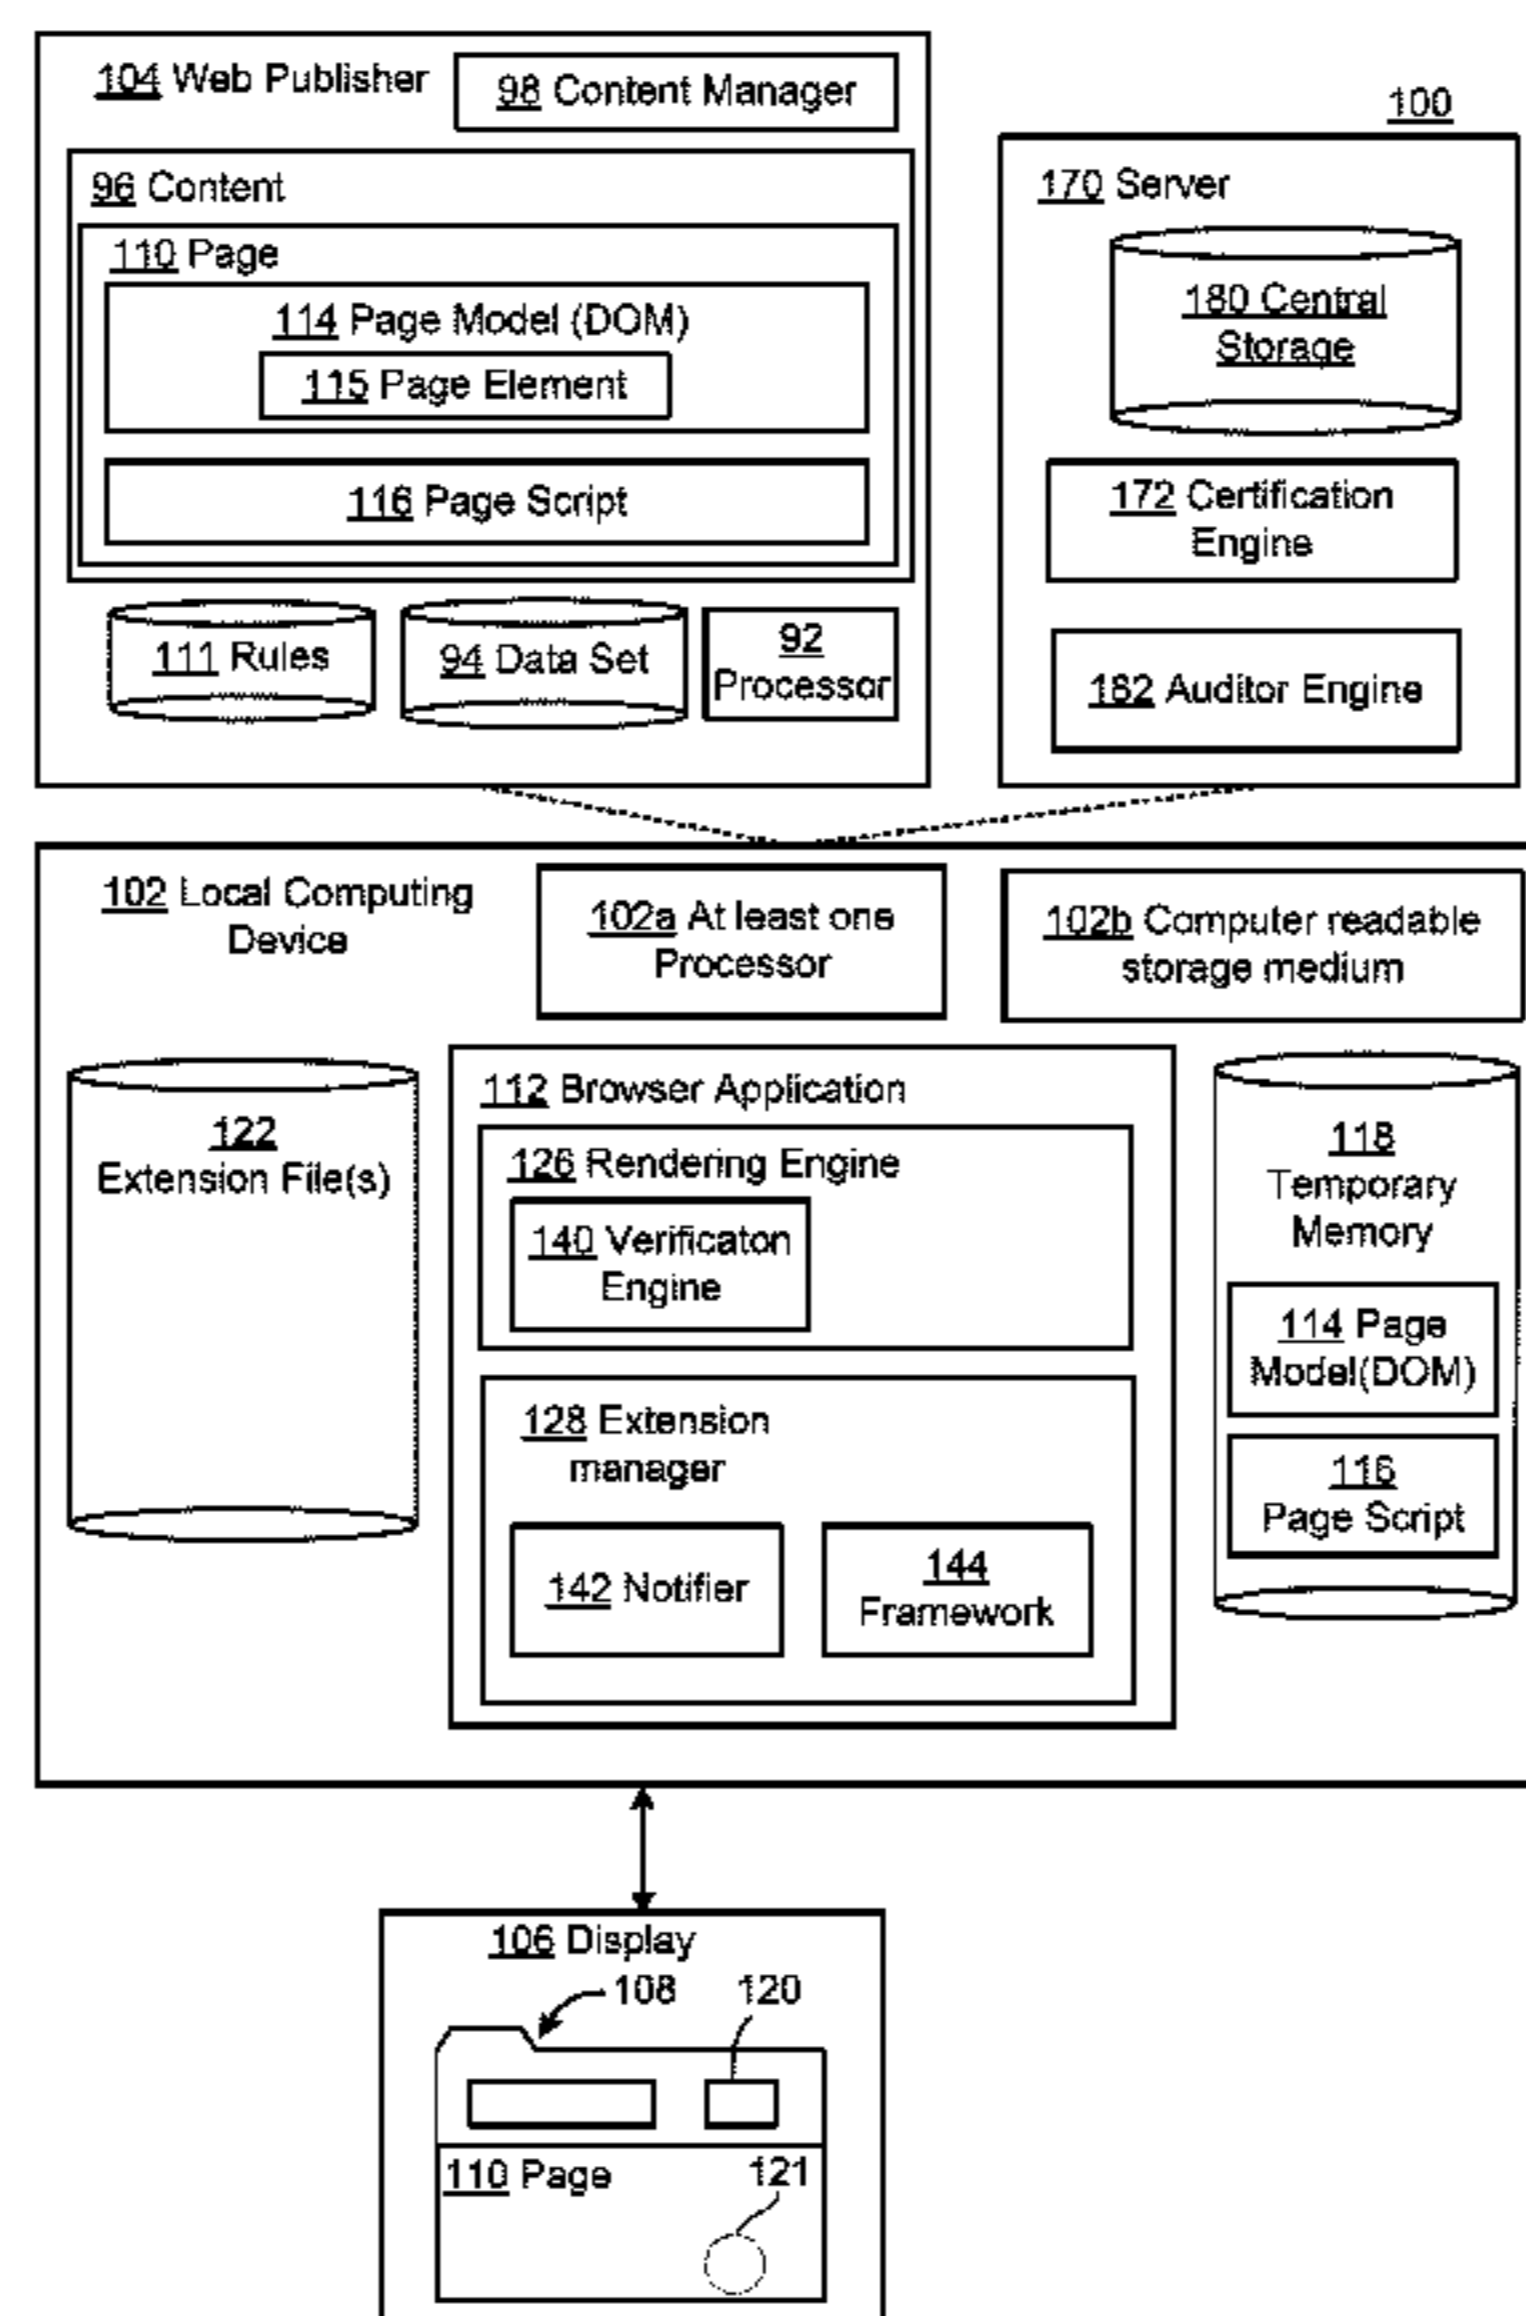 104 Web Publisher
98 Content Manager
96 Content
110 Page
114 Page Model (DOM)
115 Page Element
116 Page Script
111 Rules
94 Data Set
92
Processor
100
170 Server
180 Central
Storage
172 Certification
Engine
182 Auditor Engine
102 Local Computing
Device
102a At least one
Processor
102b Computer readable
storage medium
122
Extension File(s)
112 Browser Application
126 Rendering Engine
140 Verificaton
Engine
128 Extension
manager
142 Notifier
144
Framework
118
Temporary
Memory
114 Page
Model(DOM)
116
Page Script
106 Display
108
120
110 Page
121